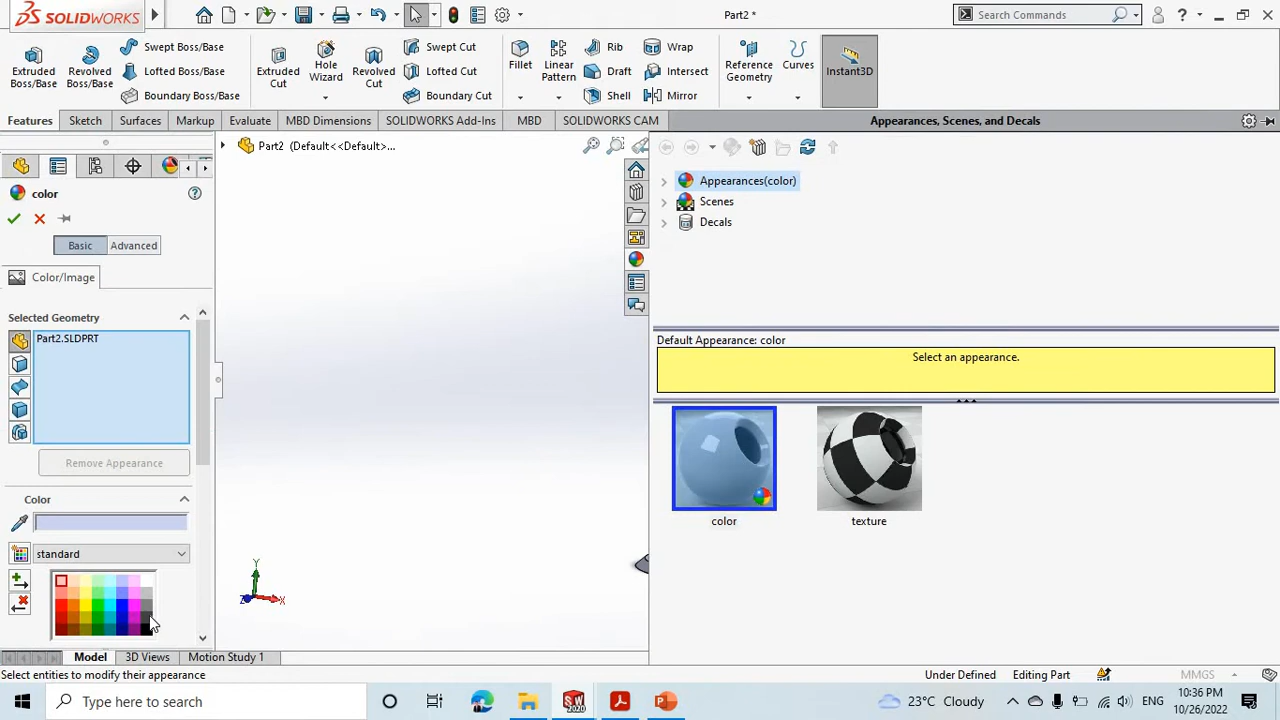 SOLIDWORKS
Part2 *
Search Commands
Extruded Boss/Base
Revolved Boss/Base
Swept Boss/Base
Lofted Boss/Base
Boundary Boss/Base
Extruded Cut
Hole Wizard
Revolved Cut
Swept Cut
Lofted Cut
Boundary Cut
Fillet
Linear Pattern
Rib
Draft
Shell
Wrap
Intersect
Mirror
Reference Geometry
Curves
Instant3D
Features Sketch Surfaces Markup Evaluate MBD Dimensions SOLIDWORKS Add-Ins MBD SOLIDWORKS CAM
Appearances, Scenes, and Decals
Part2 (Default<<Default>...
color
Basic Advanced
Color/Image
Selected Geometry
Part2.SLDPRT
Remove Appearance
Color
standard
Appearances(color)
Scenes
Decals
Default Appearance: color
Select an appearance.
color texture
Y
Z X
Model 3D Views Motion Study 1
Select entities to modify their appearance
Under Defined Editing Part MMGS
Type here to search
SW
2020
23°C Cloudy
ENG
10:36 PM
10/26/2022